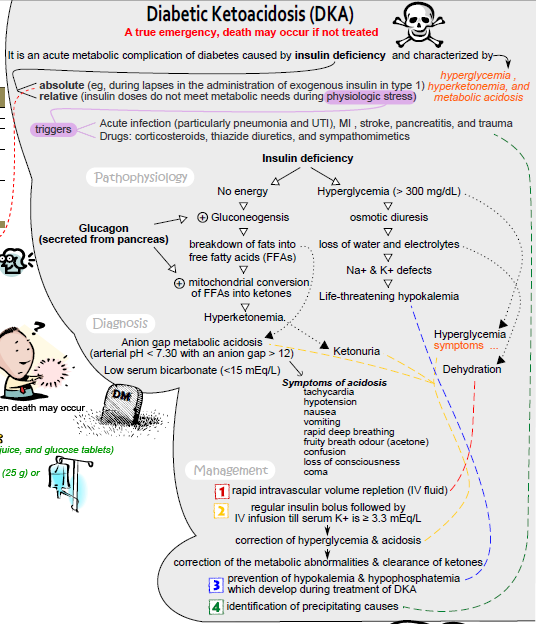 Diabetic Ketoacidosis (DKA)
A true emergency, death may occur if not treated
It is an acute metabolic complication of diabetes caused by insulin deficiency and characterized by
hyperglycemia ,
hyperketonemia, and
metabolic acidosis
absolute (eg, during lapses in the administration of exogenous insulin in type 1)
relative (insulin doses do not meet metabolic needs during physiologic stress)
triggers
Acute infection (particularly pneumonia and UTI), MI , stroke, pancreatitis, and trauma
Drugs: corticosteroids, thiazide diuretics, and sympathomimetics
Insulin deficiency
Pathophysiology
No energy
Hyperglycemia (> 300 mg/dL)
Glucagon
(secreted from pancreas)
+ Gluconeogensis
osmotic diuresis
breakdown of fats into
free fatty acids (FFAs)
loss of water and electrolytes
+ mitochondrial conversion
of FFAs into ketones
Na+ & K+ defects
Hyperketonemia
Life-threatening hypokalemia
Diagnosis
Anion gap metabolic acidosis
(arterial pH < 7.30 with an anion gap > 12)
Low serum bicarbonate (<15 mEq/L)
Ketonuria
Hyperglycemia
symptoms ...
Dehydration
?
DM
en death may occur
juice, and glucose tablets)
(25 g) or
Symptoms of acidosis
tachycardia
hypotension
nausea
vomiting
rapid deep breathing
fruity breath odour (acetone)
confusion
loss of consciousness
coma
Management
1 rapid intravascular volume repletion (IV fluid)
2 regular insulin bolus followed by
IV infusion till serum K+ is ≥ 3.3 mEq/L
correction of hyperglycemia & acidosis
correction of the metabolic abnormalities & clearance of ketones
3 prevention of hypokalemia & hypophosphatemia
which develop during treatment of DKA
4 identification of precipitating causes